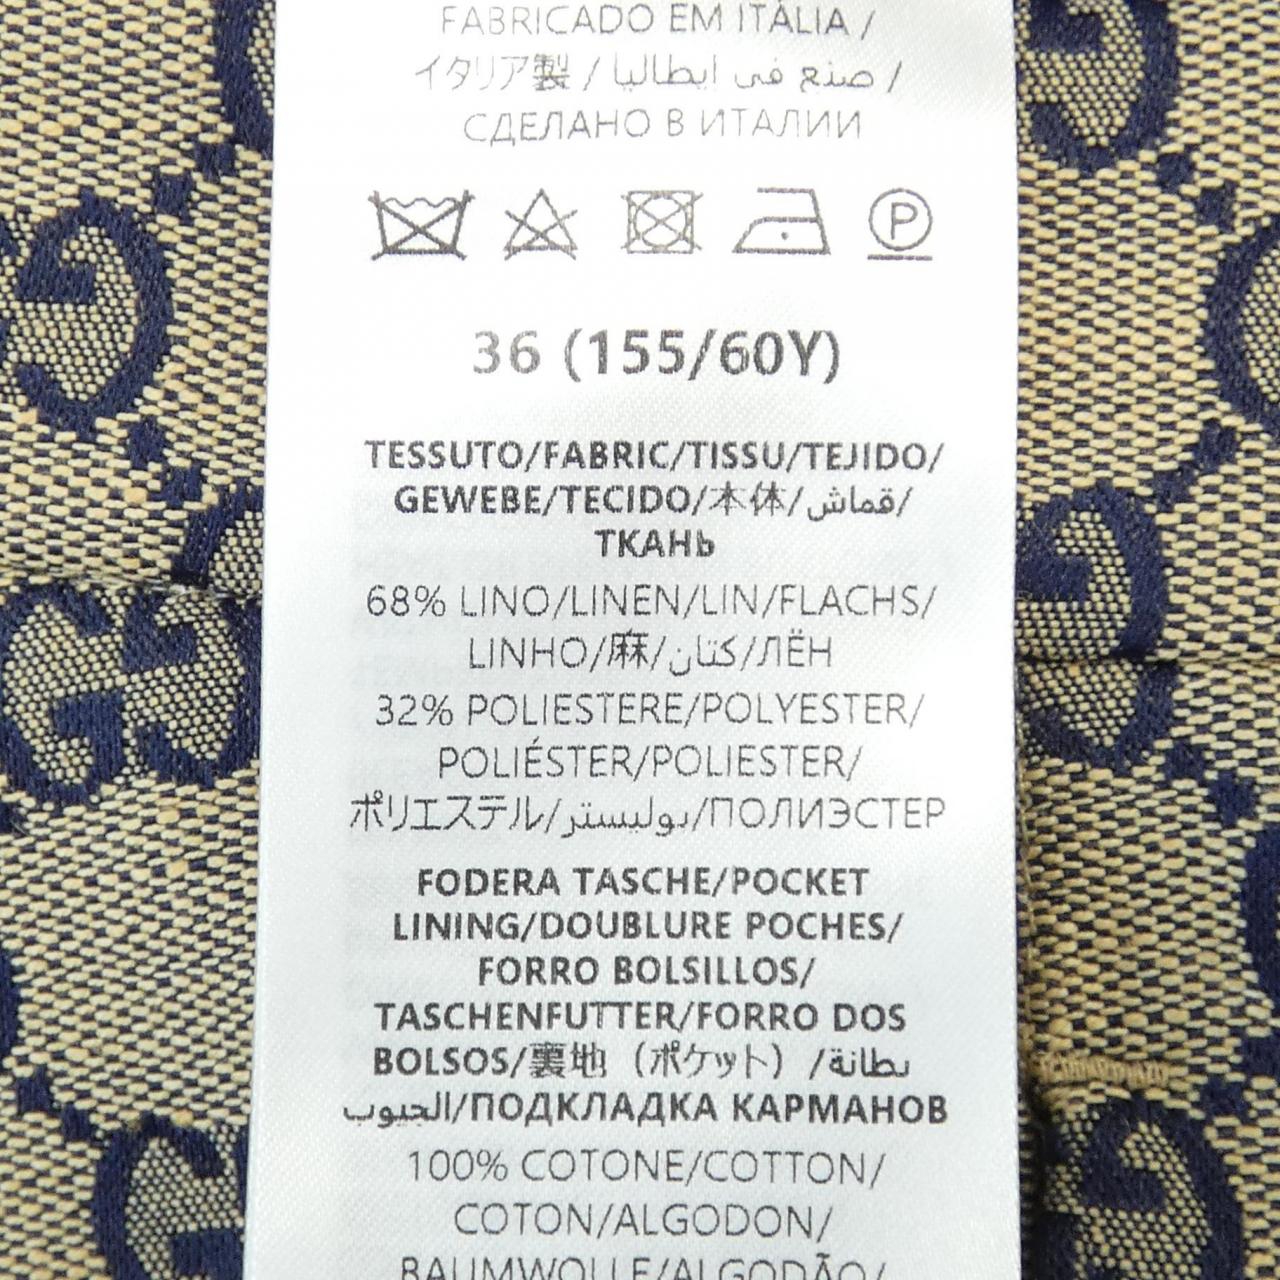 FABRICADO EM ITÁLIA /
イタリア製 / صنع في ايطاليا /
СДЕЛАНО В ИТАЛИИ
P
36 (155/60Y)
TESSUTO/FABRIC/TISSU/TEJIDO/
GEWEBE/TECIDO/本体/قماش/
ТКАНЬ
68% LINO/LINEN/LIN/FLACHS/
LINHO/麻/كتان/ЛЁН
32% POLIESTERE/POLYESTER/
POLIÉSTER/POLIESTER/
ポリエステル/بوليستر/ПОЛИЭСТЕР
FODERA TASCHE/POCKET
LINING/DOUBLURE POCHES/
FORRO BOLSILLOS/
TASCHENFUTTER/FORRO DOS
BOLSOS/裏地（ポケット）/بطانة
الجيوب/ПОДКЛАДКА КАРМАНОВ
100% COTONE/COTTON/
COTON/ALGODON/
BAUMWOLLE/ALGODÃO/